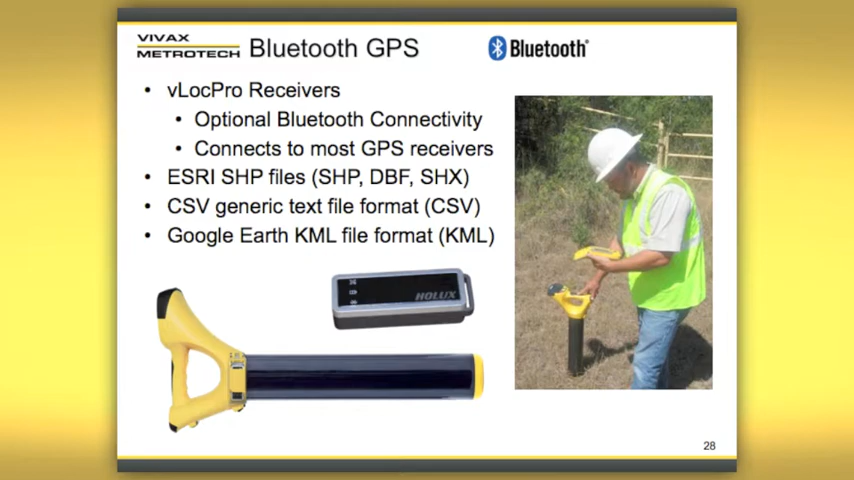 VIVAX
METROTECH
Bluetooth GPS
Bluetooth®
• vLocPro Receivers
• Optional Bluetooth Connectivity
• Connects to most GPS receivers
• ESRI SHP files (SHP, DBF, SHX)
• CSV generic text file format (CSV)
• Google Earth KML file format (KML)
HOLUX
28